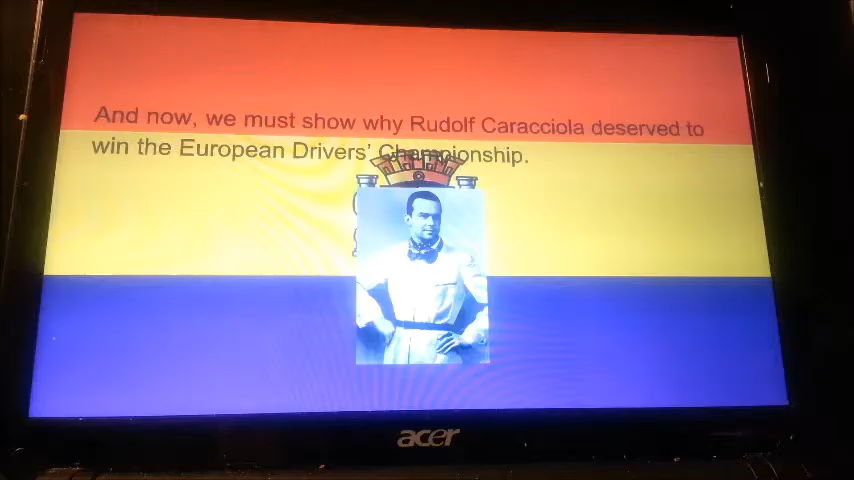 And now, we must show why Rudolf Caracciola deserved to
win the European Drivers' Championship.
acer